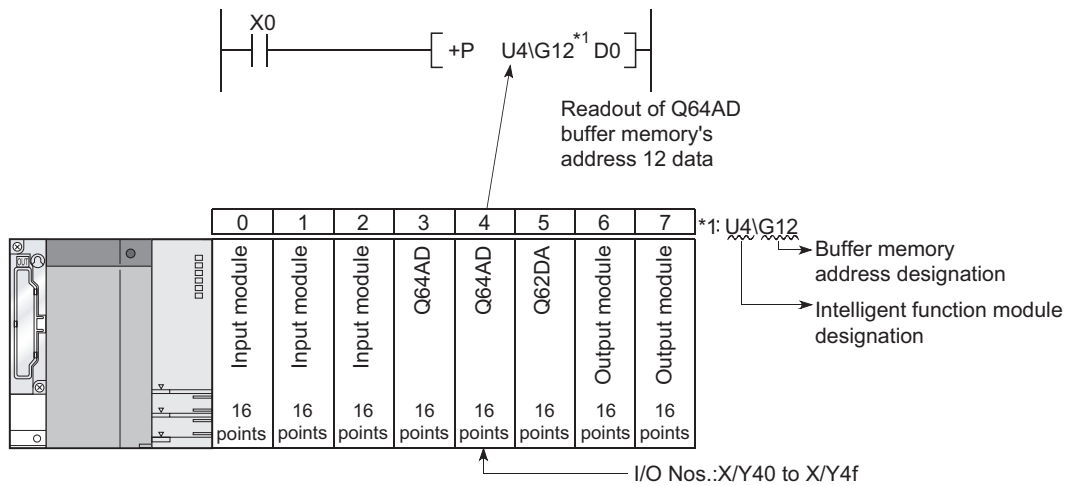 X0
+P U4\G12*1 D0
Readout of Q64AD
buffer memory's
address 12 data
0 1 2 3 4 5 6 7
*1: U4\G12
Buffer memory
address designation
Intelligent function module
designation
OUT
Input module
16
points
Input module
16
points
Input module
16
points
Q64AD
16
points
Q64AD
16
points
Q62DA
16
points
Output module
16
points
Output module
16
points
I/O Nos.:X/Y40 to X/Y4f